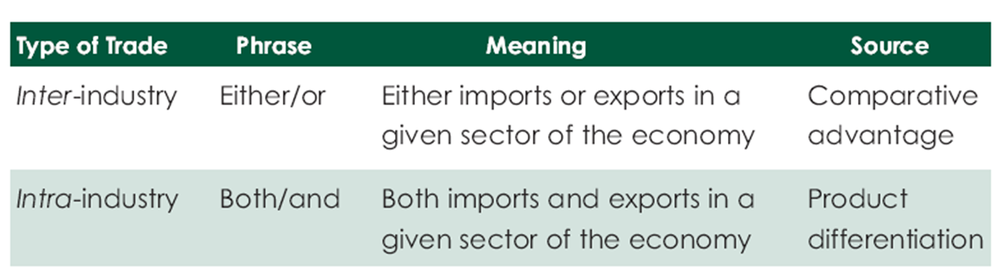 Type of Trade Phrase Meaning Source
Inter-industry Either/or Either imports or exports in a Comparative
given sector of the economy advantage
Intra-industry Both/and Both imports and exports in a Product
given sector of the economy differentiation